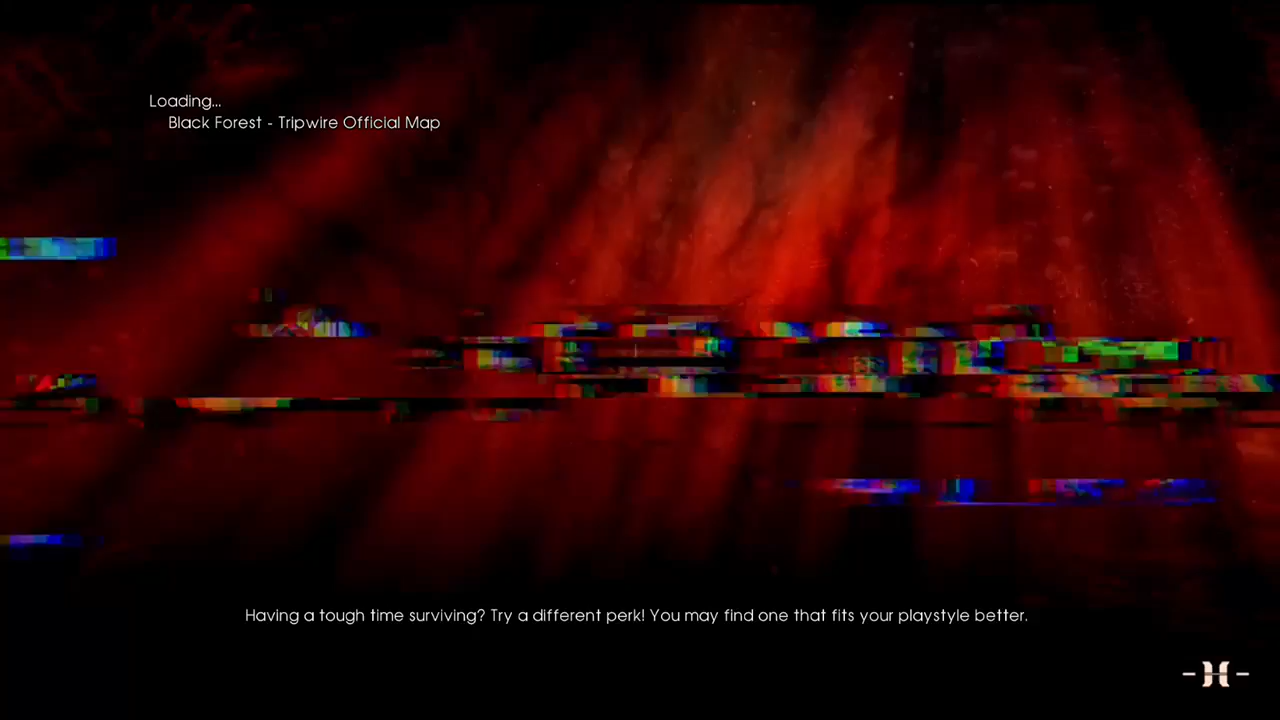 Loading...
Black Forest - Tripwire Official Map
Having a tough time surviving? Try a different perk! You may find one that fits your playstyle better.